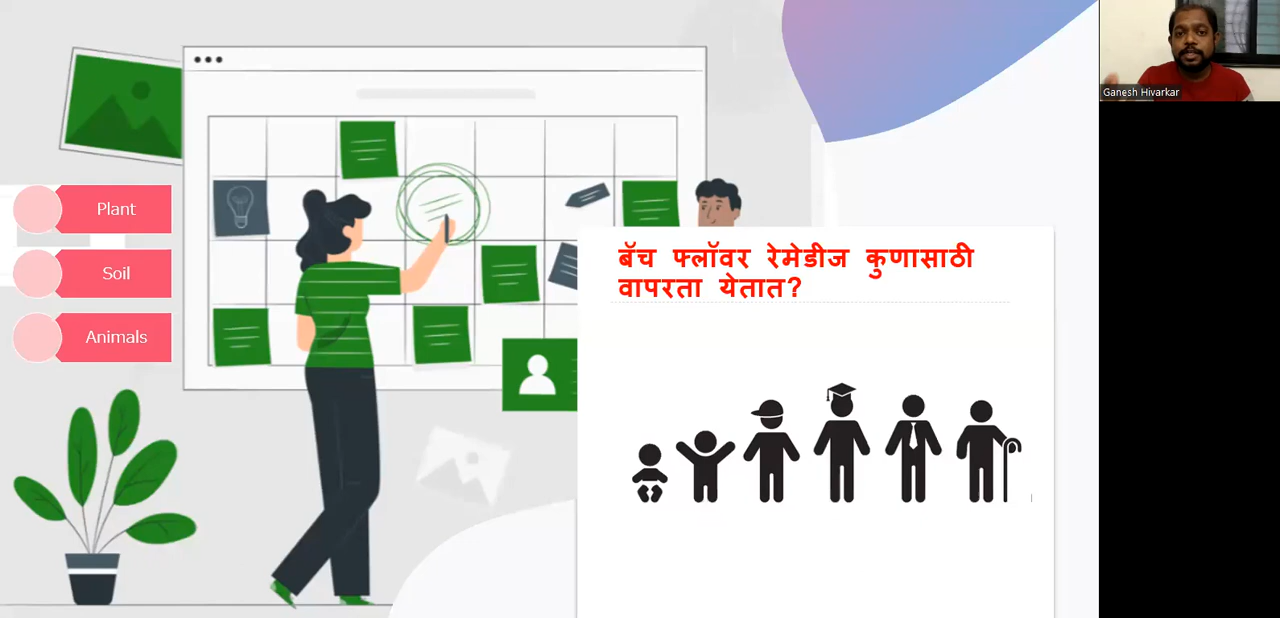 Plant
Soil
Animals
बॅच फ्लॉवर रेमेडीज कुणासाठी
वापरता येतात?
Ganesh Hivarkar